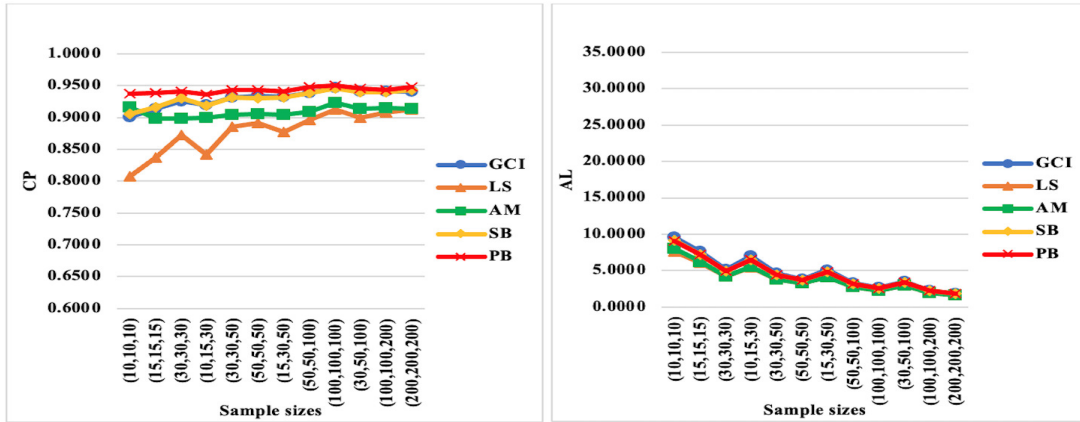 1.0000
0.9500
0.9000
0.8500
0.8000
0.7500
0.7000
0.6500
0.6000
CP
(10,10,10)
(15,15,15)
(30,30,30)
(10,15,30)
(30,30,50)
(50,50,50)
(15,30,50)
(50,50,100)
(100,100,100)
(30,50,100)
(100,100,200)
(200,200,200)
Sample sizes
GCI
LS
AM
SB
PB
35.0000
30.0000
25.0000
20.0000
15.0000
10.0000
5.0000
0.0000
AL
(10,10,10)
(15,15,15)
(30,30,30)
(10,15,30)
(30,30,50)
(50,50,50)
(15,30,50)
(50,50,100)
(100,100,100)
(30,50,100)
(100,100,200)
(200,200,200)
Sample sizes
GCI
LS
AM
SB
PB